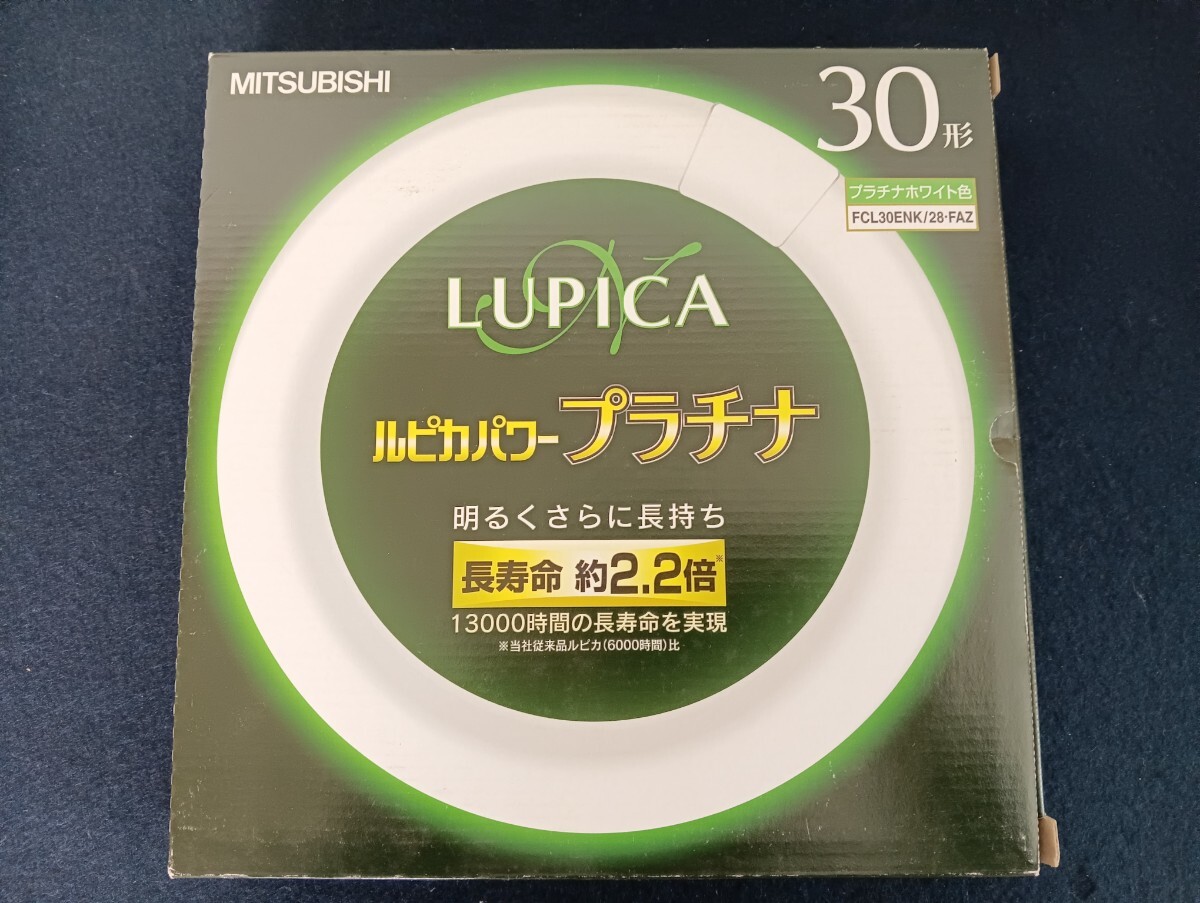 MITSUBISHI
30形
プラチナホワイト色
FCL30ENK/28·FAZ
LUPICA
ルピカパワープラチナ
明るくさらに長持ち
長寿命 約2.2倍※
13000時間の長寿命を実現
※当社従来品ルピカ(6000時間)比